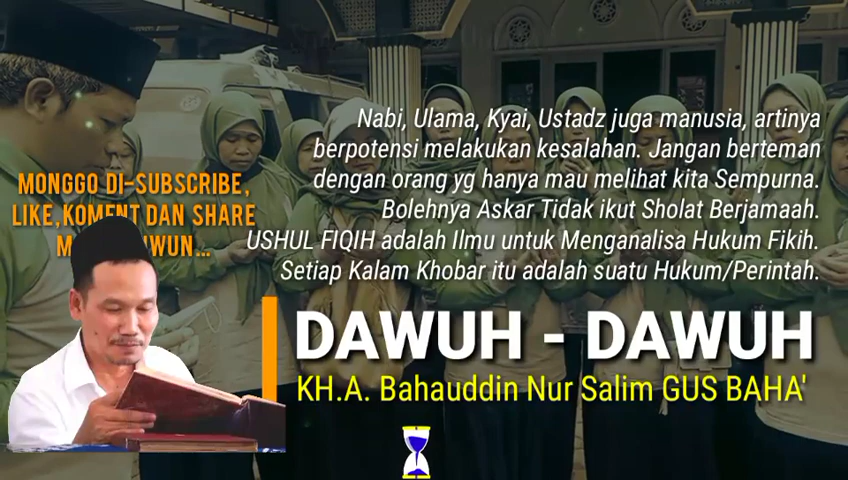 Nabi, Ulama, Kyai, Ustadz juga manusia, artinya
berpotensi melakukan kesalahan. Jangan berteman
dengan orang yg hanya mau melihat kita Sempurna.
Bolehnya Askar Tidak ikut Sholat Berjamaah.
USHUL FIQIH adalah Ilmu untuk Menganalisa Hukum Fikih.
Setiap Kalam Khobar itu adalah suatu Hukum/Perintah.
MONGGO DI-SUBSCRIBE,
LIKE,KOMENT DAN SHARE
DAWUH - DAWUH
KH.A. Bahauddin Nur Salim GUS BAHA'